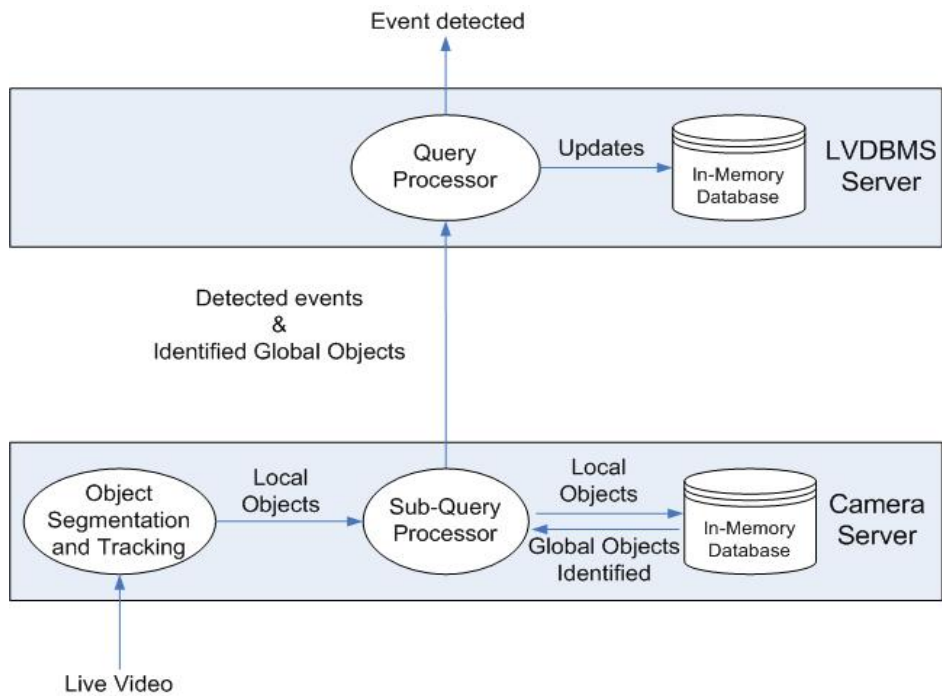 Event detected
Query
Processor
Updates
In-Memory
Database
LVDBMS
Server
Detected events
&
Identified Global Objects
Object
Segmentation
and Tracking
Local
Objects
Sub-Query
Processor
Local
Objects
Global Objects
Identified
In-Memory
Database
Camera
Server
Live Video